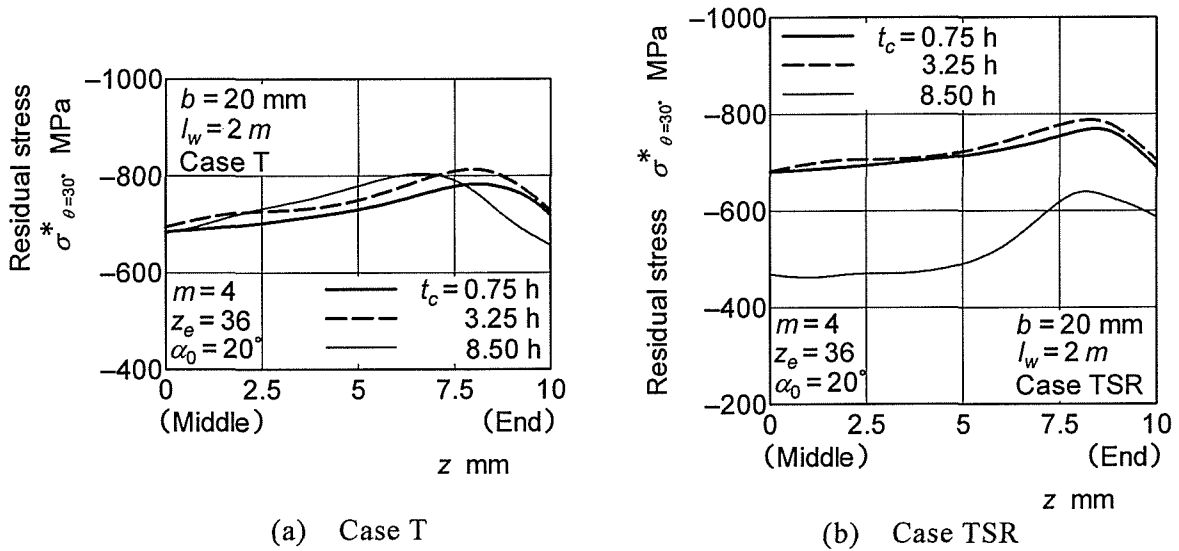 Residual stress
σ*θ=30° MPa
−1000
−800
−600
−400
b = 20 mm
lw = 2 m
Case T
m = 4
ze = 36
α0 = 20°
tc = 0.75 h
3.25 h
8.50 h
0 2.5 5 7.5 10
(Middle) (End)
z mm
(a) Case T
Residual stress σ*θ=30° MPa
−1000
−800
−600
−400
−200
tc = 0.75 h
3.25 h
8.50 h
m = 4
ze = 36
α0 = 20°
b = 20 mm
lw = 2 m
Case TSR
0 2.5 5 7.5 10
(Middle) (End)
z mm
(b) Case TSR